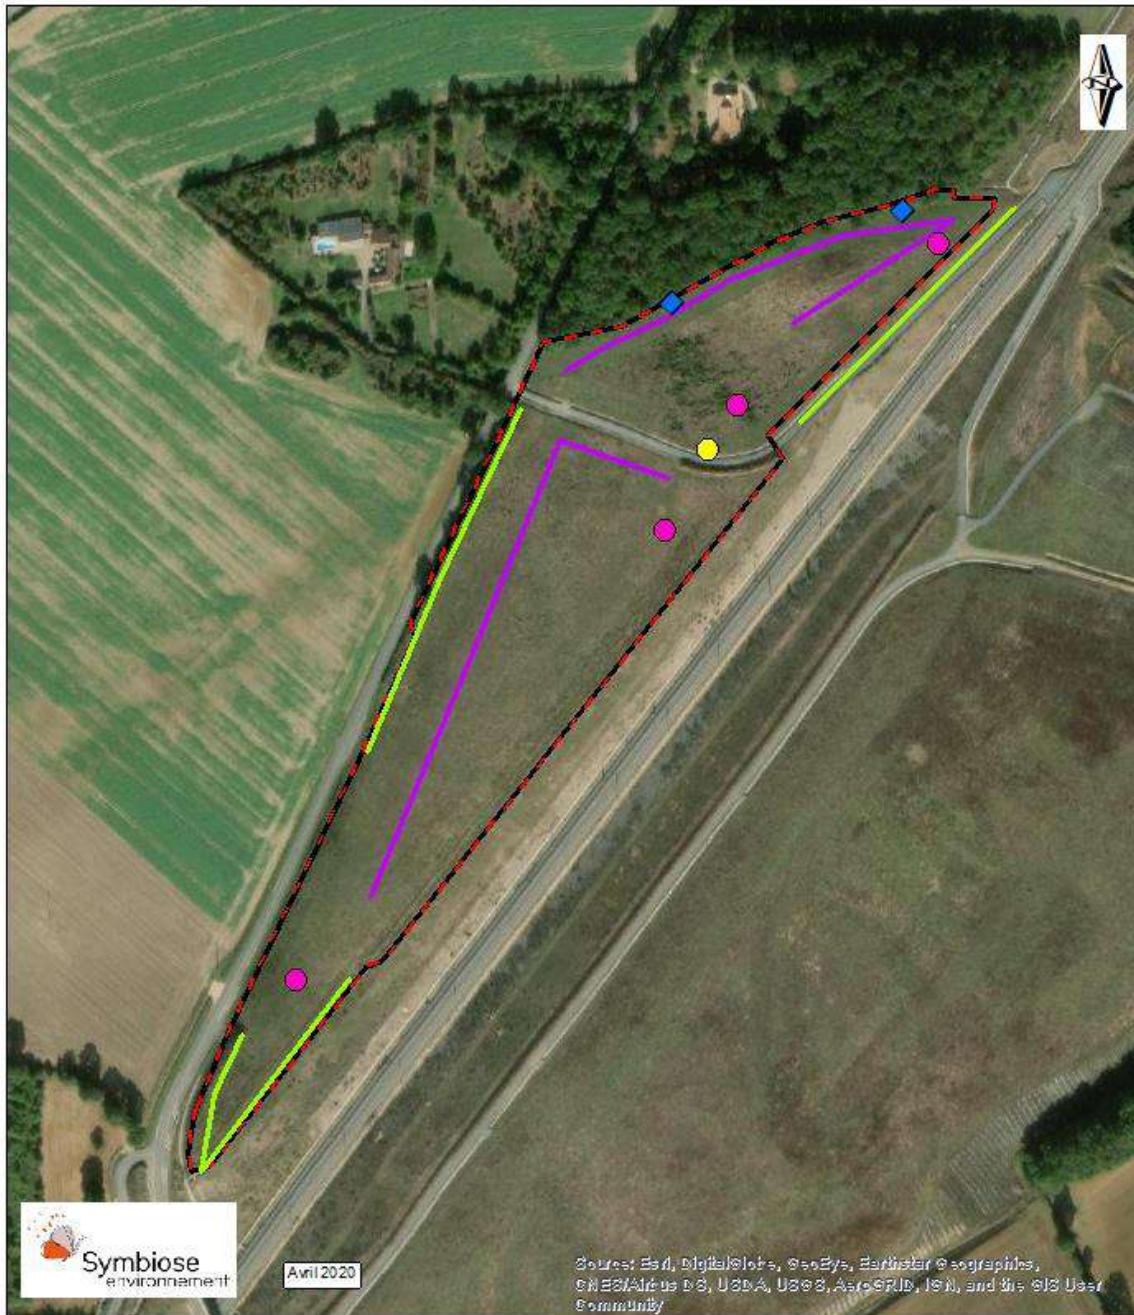 N
Symbiose
environnement
Avril 2020
Source: Esri, DigitalGlobe, GeoEye, Earthstar Geographics,
CNES/Airbus DS, USDA, USGS, AeroGRID, IGN, and the GIS User
Community